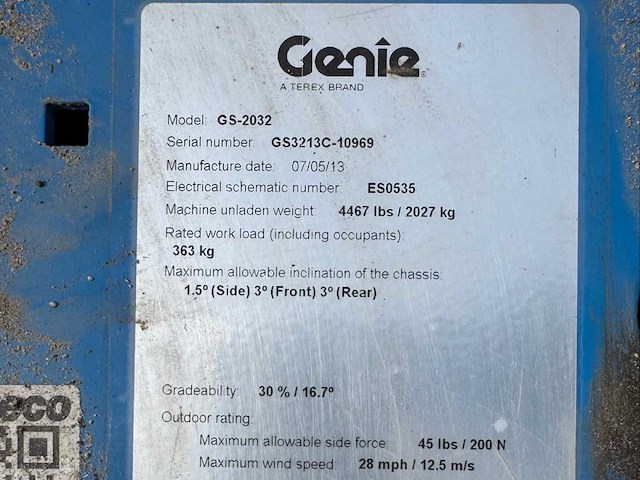 Genie
A TEREX BRAND
Model: GS-2032
Serial number: GS3213C-10969
Manufacture date: 07/05/13
Electrical schematic number: ES0535
Machine unladen weight: 4467 lbs / 2027 kg
Rated work load (including occupants):
363 kg
Maximum allowable inclination of the chassis:
1.5º (Side) 3º (Front) 3º (Rear)
Gradeability: 30 % / 16.7º
Outdoor rating:
Maximum allowable side force: 45 lbs / 200 N
Maximum wind speed: 28 mph / 12.5 m/s
eco